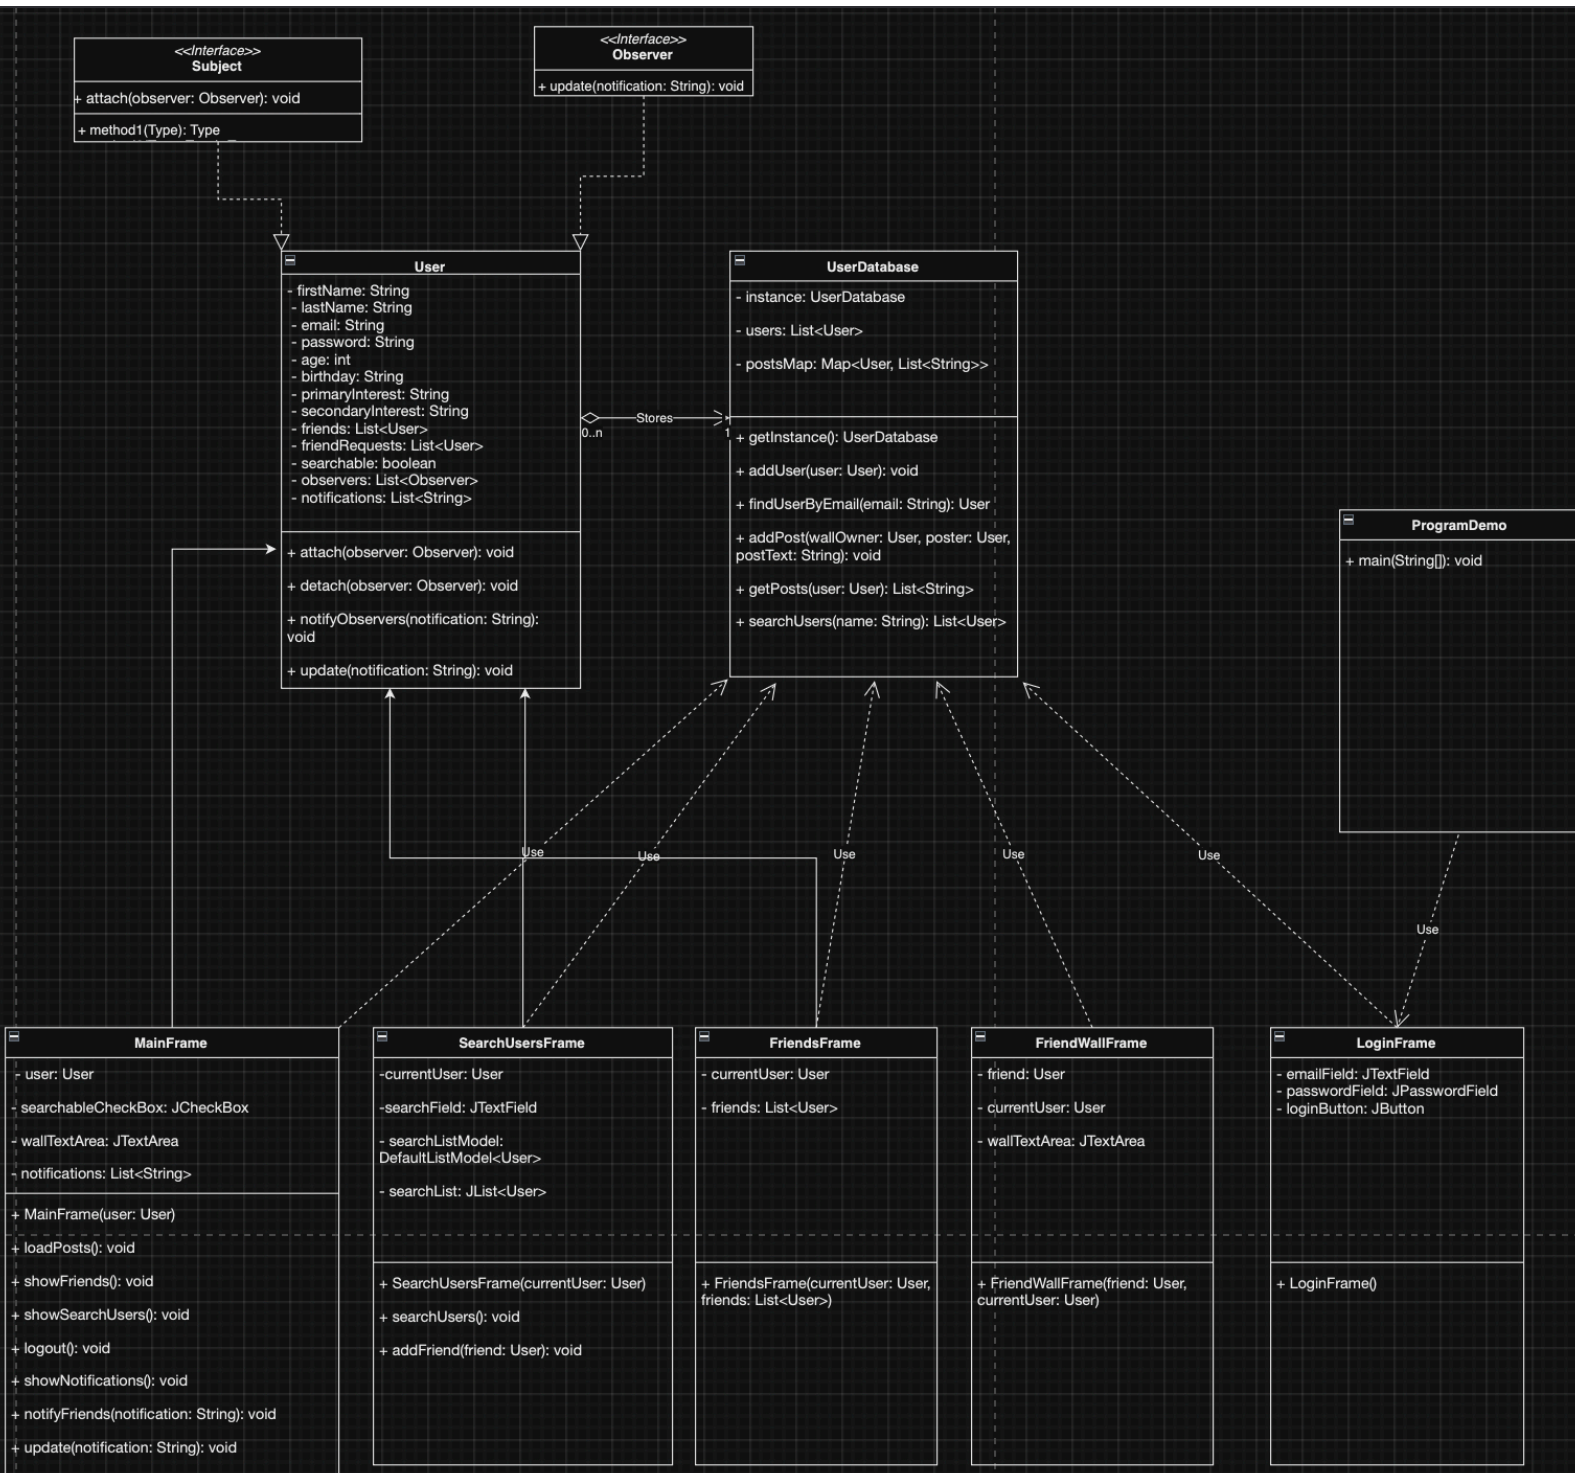 <<Interface>>
Subject
+ attach(observer: Observer): void
+ method1(Type): Type
<<Interface>>
Observer
+ update(notification: String): void
User
- firstName: String
- lastName: String
- email: String
- password: String
- age: int
- birthday: String
- primaryInterest: String
- secondaryInterest: String
- friends: List<User>
- friendRequests: List<User>
- searchable: boolean
- observers: List<Observer>
- notifications: List<String>
+ attach(observer: Observer): void
+ detach(observer: Observer): void
+ notifyObservers(notification: String):
void
+ update(notification: String): void
Stores
0..n
1
UserDatabase
- instance: UserDatabase
- users: List<User>
- postsMap: Map<User, List<String>>
+ getInstance(): UserDatabase
+ addUser(user: User): void
+ findUserByEmail(email: String): User
+ addPost(wallOwner: User, poster: User,
postText: String): void
+ getPosts(user: User): List<String>
+ searchUsers(name: String): List<User>
ProgramDemo
+ main(String[]): void
Use
Use
Use
Use
Use
Use
MainFrame
- user: User
- searchableCheckBox: JCheckBox
- wallTextArea: JTextArea
- notifications: List<String>
+ MainFrame(user: User)
+ loadPosts(): void
+ showFriends(): void
+ showSearchUsers(): void
+ logout(): void
+ showNotifications(): void
+ notifyFriends(notification: String): void
+ update(notification: String): void
SearchUsersFrame
-currentUser: User
-searchField: JTextField
- searchListModel:
DefaultListModel<User>
- searchList: JList<User>
+ SearchUsersFrame(currentUser: User)
+ searchUsers(): void
+ addFriend(friend: User): void
FriendsFrame
- currentUser: User
- friends: List<User>
+ FriendsFrame(currentUser: User,
friends: List<User>)
FriendWallFrame
- friend: User
- currentUser: User
- wallTextArea: JTextArea
+ FriendWallFrame(friend: User,
currentUser: User)
LoginFrame
- emailField: JTextField
- passwordField: JPasswordField
- loginButton: JButton
+ LoginFrame()